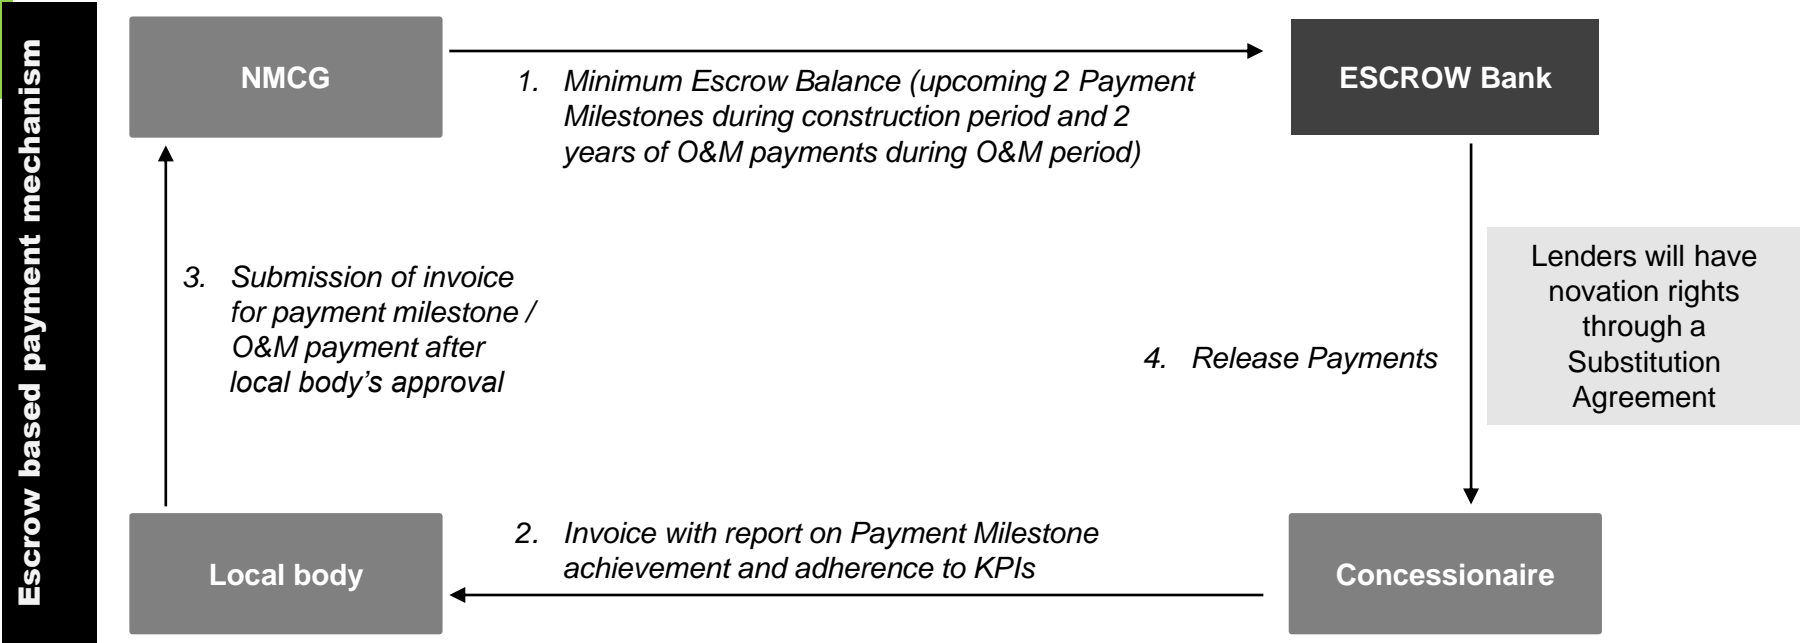 Escrow based payment mechanism
NMCG
1. Minimum Escrow Balance (upcoming 2 Payment
Milestones during construction period and 2
years of O&M payments during O&M period)
ESCROW Bank
3. Submission of invoice
for payment milestone /
O&M payment after
local body’s approval
4. Release Payments
Lenders will have
novation rights
through a
Substitution
Agreement
Local body
2. Invoice with report on Payment Milestone
achievement and adherence to KPIs
Concessionaire